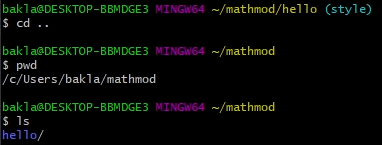 bakla@DESKTOP-BBMDGE3 MINGW64 ~/mathmod/hello (style)
$ cd ..
bakla@DESKTOP-BBMDGE3 MINGW64 ~/mathmod
$ pwd
/c/Users/bakla/mathmod
bakla@DESKTOP-BBMDGE3 MINGW64 ~/mathmod
$ ls
hello/